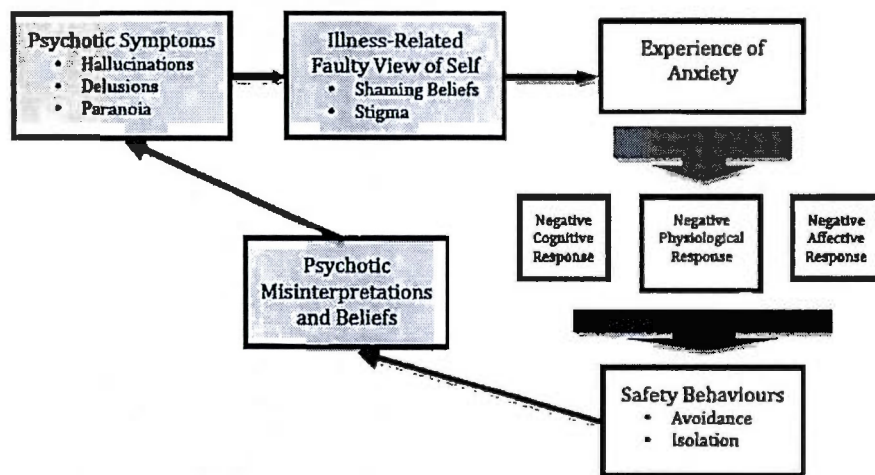 Psychotic Symptoms
• Hallucinations
• Delusions
• Paranoia
Illness-Related
Faulty View of Self
• Shaming Beliefs
• Stigma
Experience of
Anxiety
Negative
Cognitive
Response
Negative
Physiological
Response
Negative
Affective
Response
Safety Behaviours
• Avoidance
• Isolation
Psychotic
Misinterpretations
and Beliefs